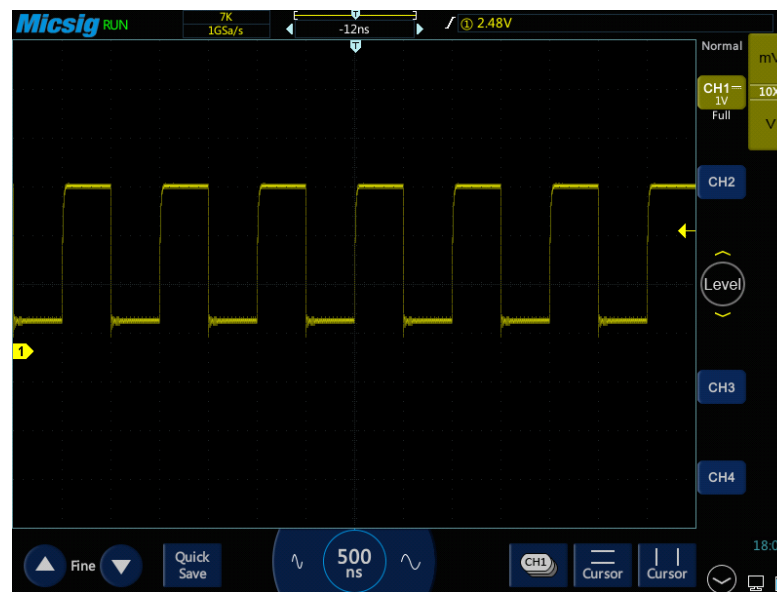 Micsig RUN
7K
1GSa/s
T
-12ns
① 2.48V
T
Normal
mV
CH1
1V
10X
Full
V
CH2
Level
1
CH3
CH4
18:0
Fine
Quick
Save
500
ns
CH1
Cursor
Cursor